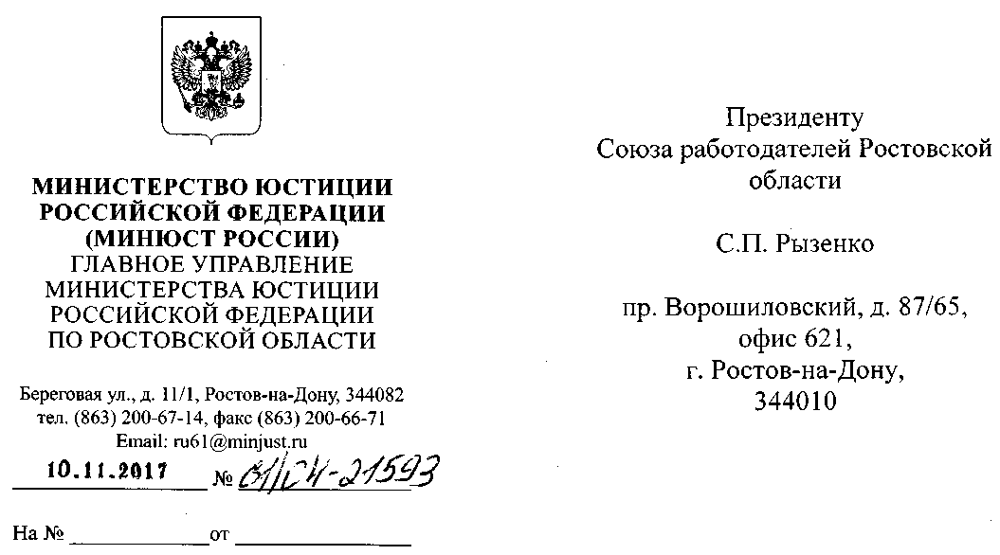 МИНИСТЕРСТВО ЮСТИЦИИ
РОССИЙСКОЙ ФЕДЕРАЦИИ
(МИНЮСТ РОССИИ)
ГЛАВНОЕ УПРАВЛЕНИЕ
МИНИСТЕРСТВА ЮСТИЦИИ
РОССИЙСКОЙ ФЕДЕРАЦИИ
ПО РОСТОВСКОЙ ОБЛАСТИ
Береговая ул., д. 11/1, Ростов-на-Дону, 344082
тел. (863) 200-67-14, факс (863) 200-66-71
Email: ru61@minjust.ru
10.11.2017 № 61/СН-21593
На № от
Президенту
Союза работодателей Ростовской
области
С.П. Рызенко
пр. Ворошиловский, д. 87/65,
офис 621,
г. Ростов-на-Дону,
344010